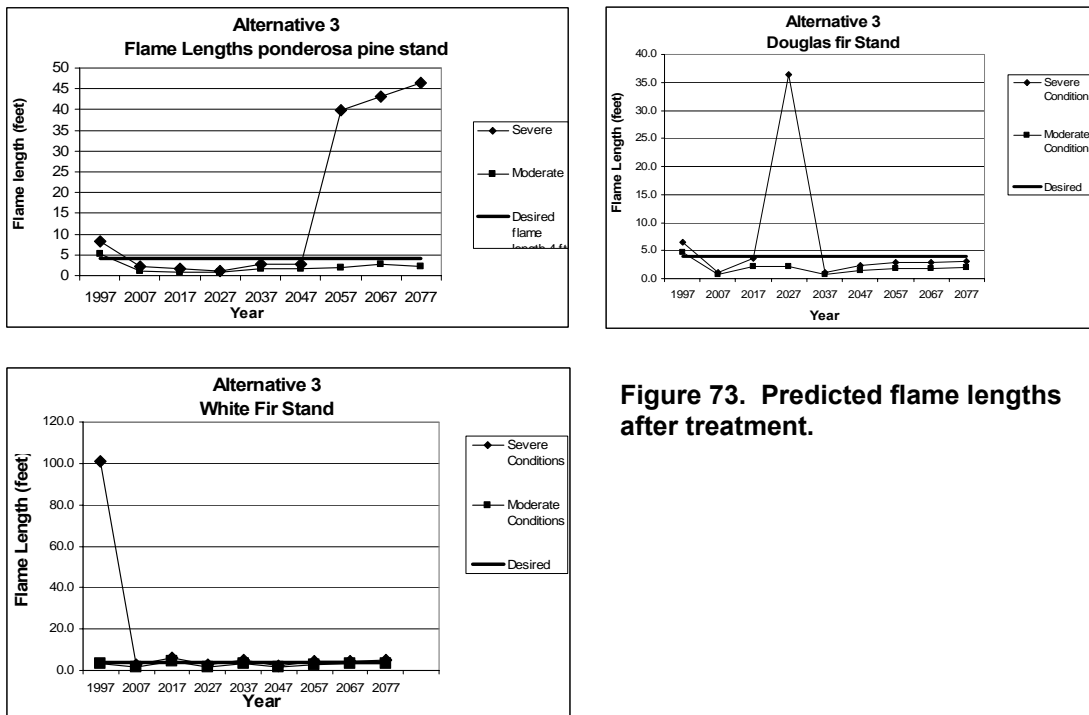 Alternative 3
Flame Lengths ponderosa pine stand
Flame length (feet)
50
45
40
35
30
25
20
15
10
5
0
1997 2007 2017 2027 2037 2047 2057 2067 2077
Year
Severe
Moderate
Desired
flame
Alternative 3
Douglas fir Stand
Flame Length (feet)
40.0
35.0
30.0
25.0
20.0
15.0
10.0
5.0
0.0
1997 2007 2017 2027 2037 2047 2057 2067 2077
Year
Severe
Condition
Moderate
Condition
Desired
Alternative 3
White Fir Stand
Flame Length (feet)
120.0
100.0
80.0
60.0
40.0
20.0
0.0
1997 2007 2017 2027 2037 2047 2057 2067 2077
Year
Severe
Conditions
Moderate
Conditions
Desired
Figure 73. Predicted flame lengths
after treatment.